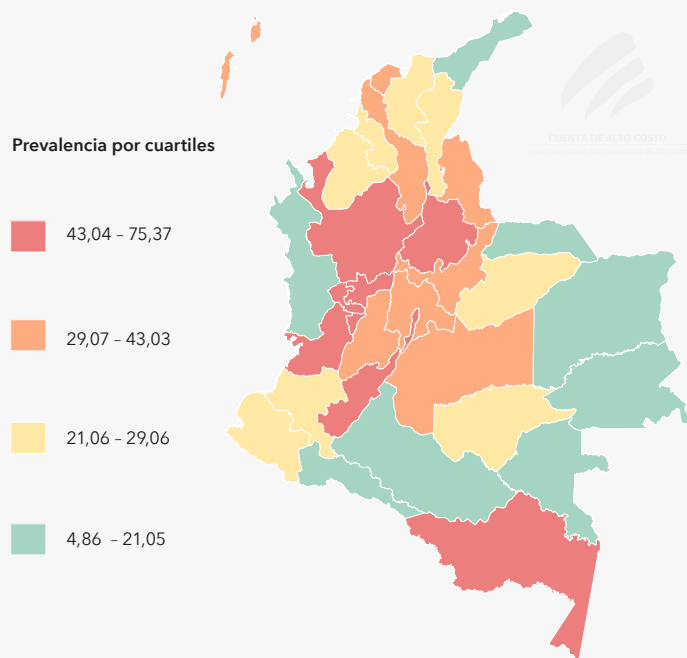 CUENTA DE ALTO COSTO
Prevalencia por cuartiles
43,04 – 75,37
29,07 – 43,03
21,06 – 29,06
4,86 – 21,05